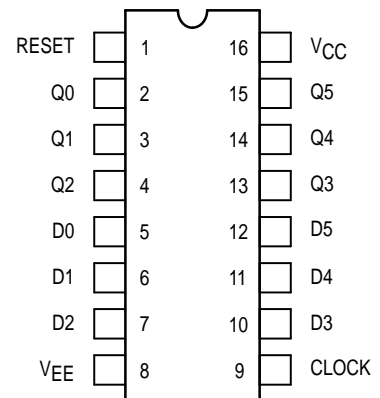 RESET 1 16 VCC
Q0 2 15 Q5
Q1 3 14 Q4
Q2 4 13 Q3
D0 5 12 D5
D1 6 11 D4
D2 7 10 D3
VEE 8 9 CLOCK